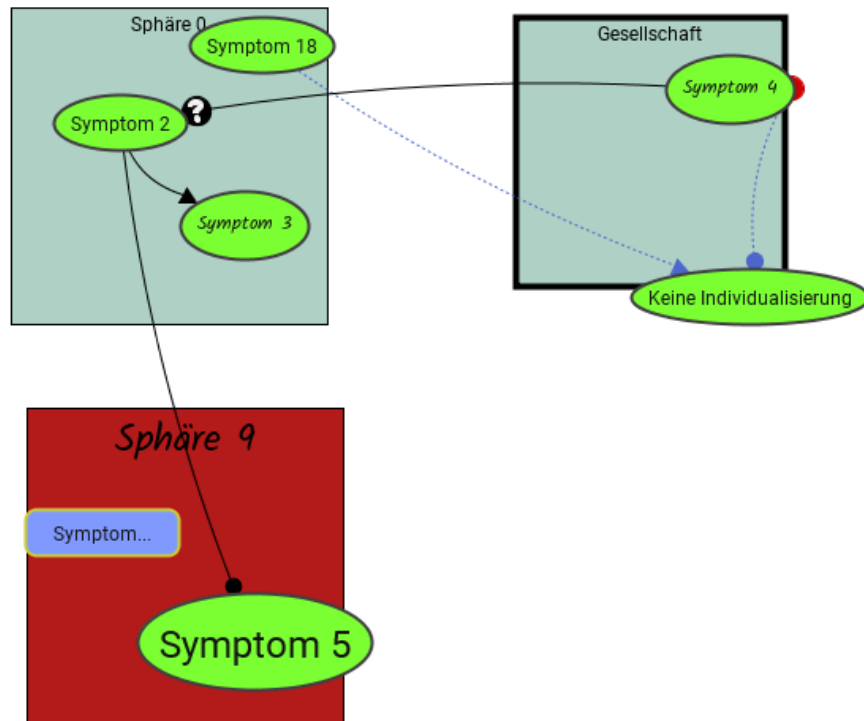 Sphäre 0
Symptom 18
Gesellschaft
Symptom 4
?
Symptom 2
Symptom 3
Keine Individualisierung
Sphäre 9
Symptom...
Symptom 5